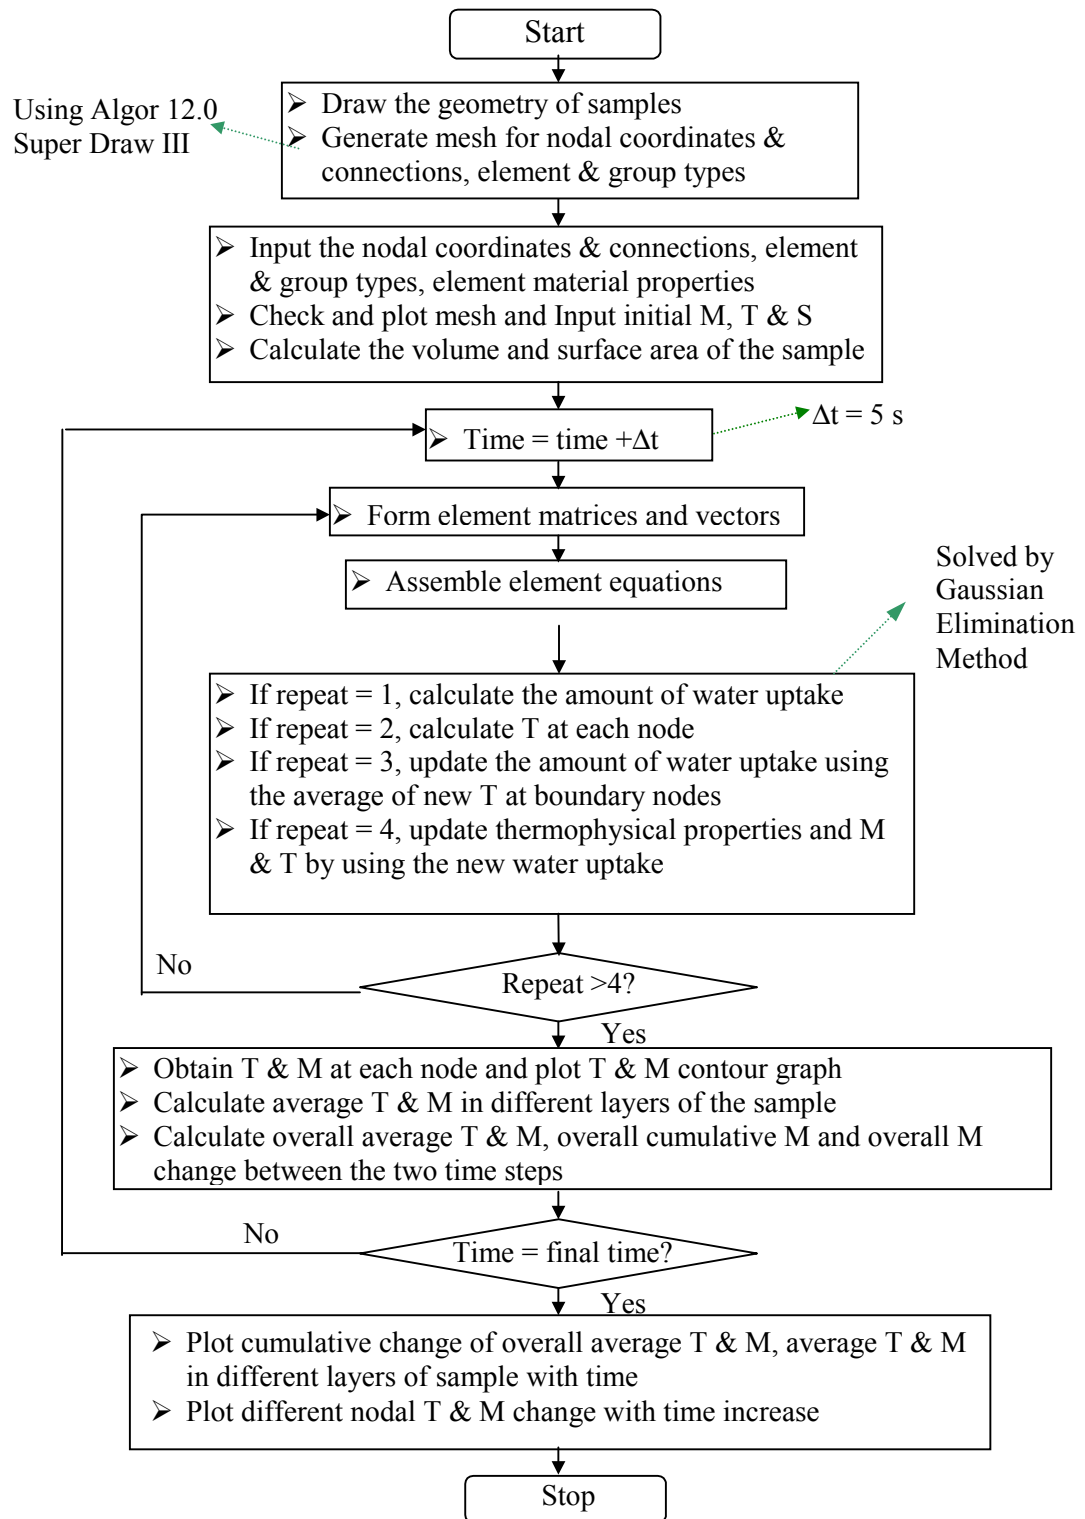 Start
Using Algor 12.0
Super Draw III
➢ Draw the geometry of samples
➢ Generate mesh for nodal coordinates &
connections, element & group types
➢ Input the nodal coordinates & connections, element
& group types, element material properties
➢ Check and plot mesh and Input initial M, T & S
➢ Calculate the volume and surface area of the sample
➢ Time = time +Δt
Δt = 5 s
➢ Form element matrices and vectors
➢ Assemble element equations
Solved by
Gaussian
Elimination
Method
➢ If repeat = 1, calculate the amount of water uptake
➢ If repeat = 2, calculate T at each node
➢ If repeat = 3, update the amount of water uptake using
the average of new T at boundary nodes
➢ If repeat = 4, update thermophysical properties and M
& T by using the new water uptake
No
Repeat >4?
Yes
➢ Obtain T & M at each node and plot T & M contour graph
➢ Calculate average T & M in different layers of the sample
➢ Calculate overall average T & M, overall cumulative M and overall M
change between the two time steps
No
Time = final time?
Yes
➢ Plot cumulative change of overall average T & M, average T & M
in different layers of sample with time
➢ Plot different nodal T & M change with time increase
Stop